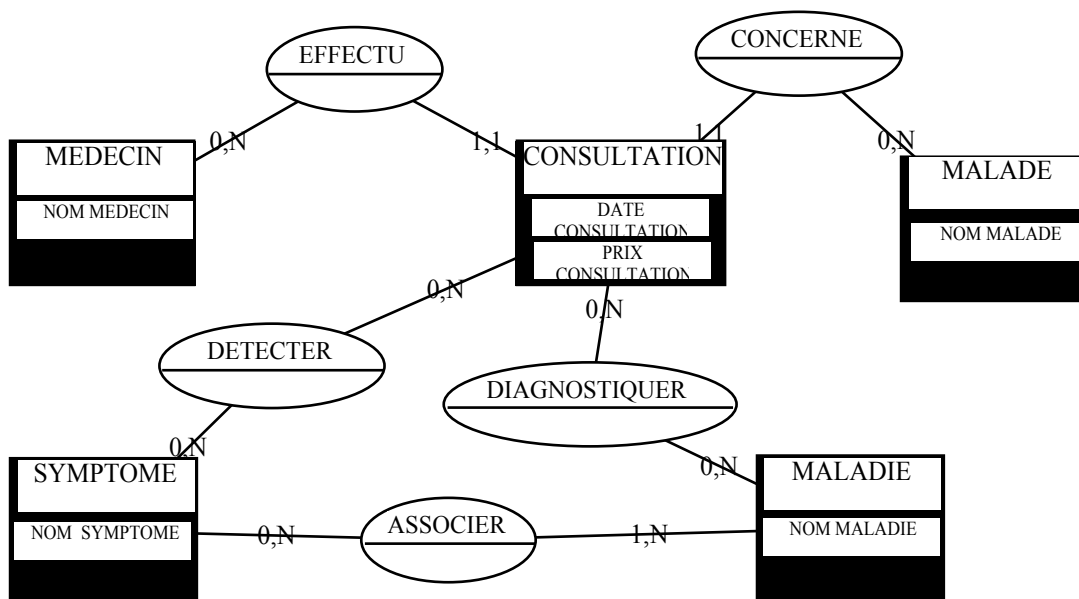 EFFECTU
CONCERNE
0,N
1,1
1,1
0,N
MEDECIN
NOM MEDECIN
CONSULTATION
DATE
CONSULTATION
PRIX
CONSULTATION
MALADE
NOM MALADE
0,N
0,N
DETECTER
DIAGNOSTIQUER
0,N
0,N
SYMPTOME
NOM SYMPTOME
MALADIE
NOM MALADIE
0,N
ASSOCIER
1,N